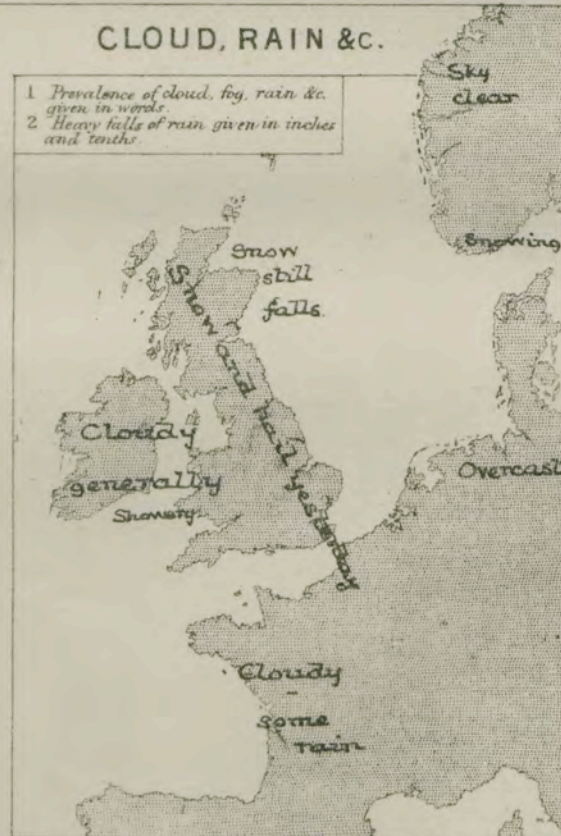 CLOUD, RAIN &c.
1 Prevalence of cloud, fog, rain &c.
given in words.
2 Heavy falls of rain given in inches
and tenths.
Sky
clear
Snowing
Snow
still
falls.
Snow and hail yesterday
Cloudy
generally
Showery
Overcast
Cloudy
–
some
rain